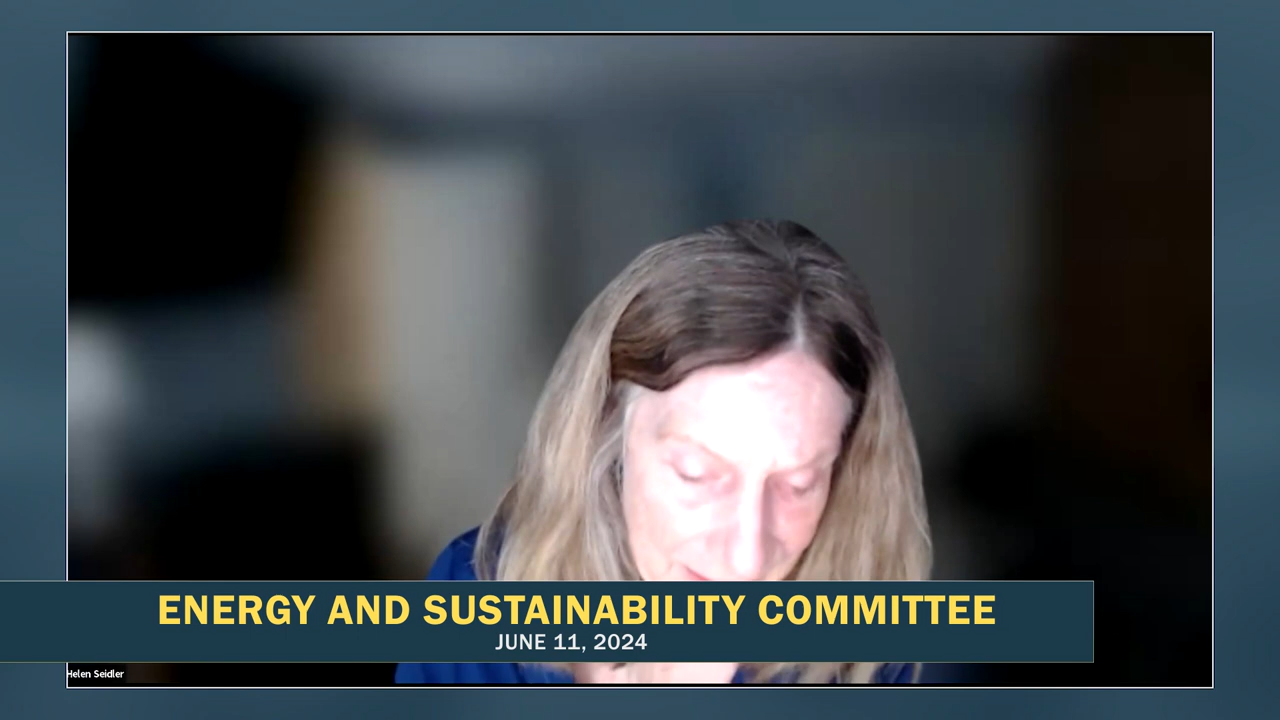 ENERGY AND SUSTAINABILITY COMMITTEE
JUNE 11, 2024
Helen Seidler